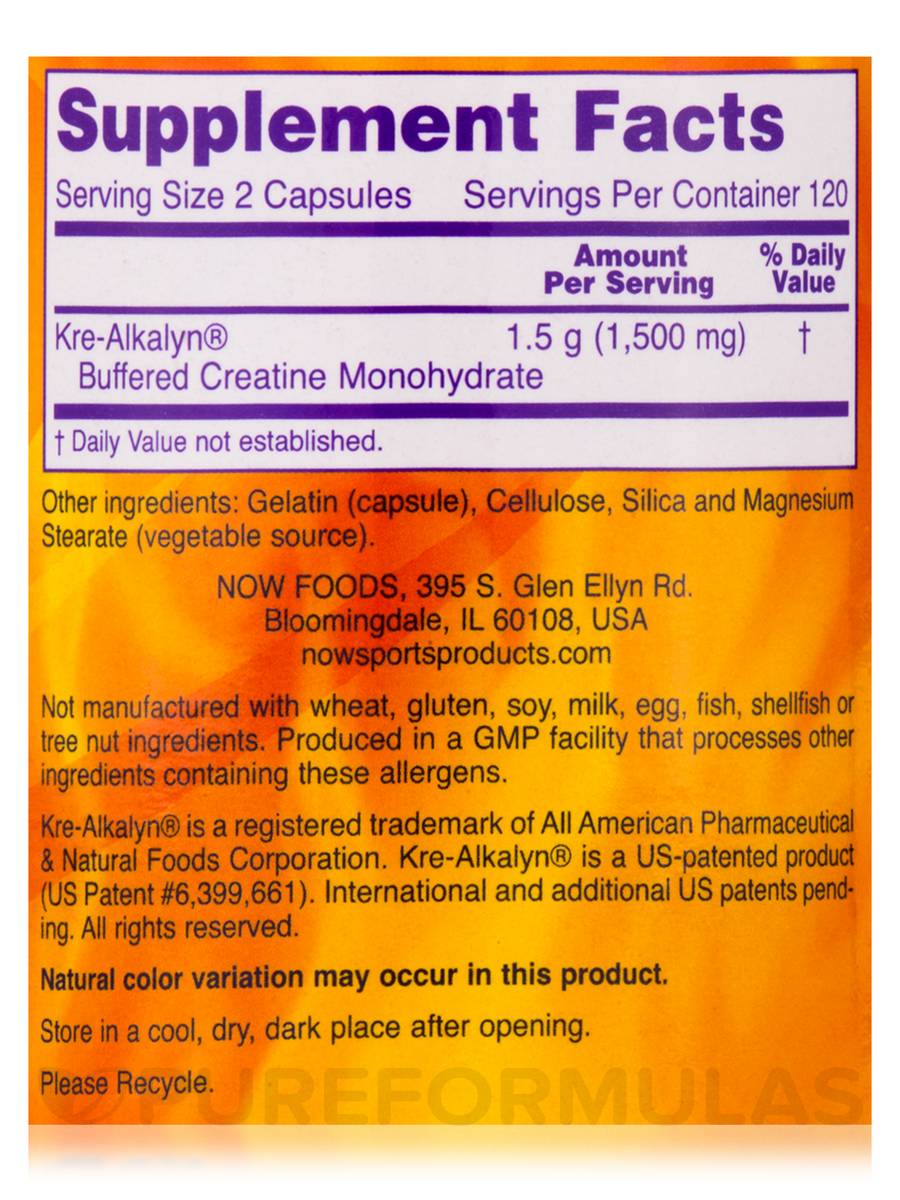 Supplement Facts
Serving Size 2 Capsules Servings Per Container 120
Amount Per Serving % Daily Value
Kre-Alkalyn® 1.5 g (1,500 mg) †
Buffered Creatine Monohydrate
† Daily Value not established.
Other ingredients: Gelatin (capsule), Cellulose, Silica and Magnesium
Stearate (vegetable source).
NOW FOODS, 395 S. Glen Ellyn Rd.
Bloomingdale, IL 60108, USA
nowsportsproducts.com
Not manufactured with wheat, gluten, soy, milk, egg, fish, shellfish or
tree nut ingredients. Produced in a GMP facility that processes other
ingredients containing these allergens.
Kre-Alkalyn® is a registered trademark of All American Pharmaceutical
& Natural Foods Corporation. Kre-Alkalyn® is a US-patented product
(US Patent #6,399,661). International and additional US patents pend-
ing. All rights reserved.
Natural color variation may occur in this product.
Store in a cool, dry, dark place after opening.
Please Recycle.
PUREFORMULAS